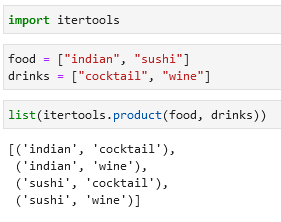 import itertools
food = ["indian", "sushi"]
drinks = ["cocktail", "wine"]
list(itertools.product(food, drinks))
[('indian', 'cocktail'),
 ('indian', 'wine'),
 ('sushi', 'cocktail'),
 ('sushi', 'wine')]